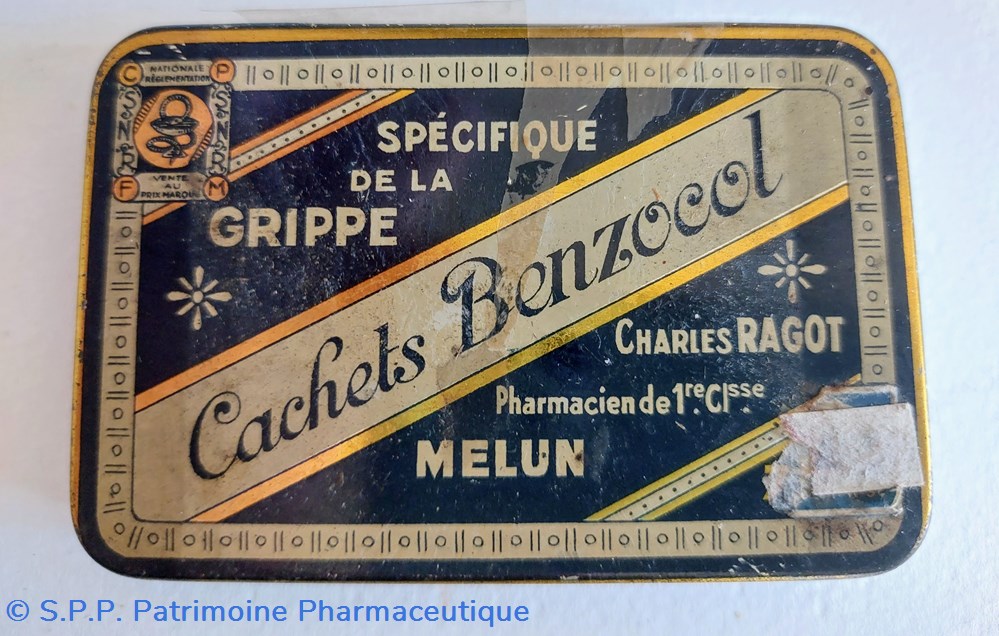 C P
NATIONALE
RÉGLEMENTATION
VENTE
AU
PRIX MARQUÉ
F M
SPÉCIFIQUE
DE LA
GRIPPE
Cachets Benzocol
CHARLES RAGOT
Pharmacien de 1re. Clsse
MELUN
© S.P.P. Patrimoine Pharmaceutique